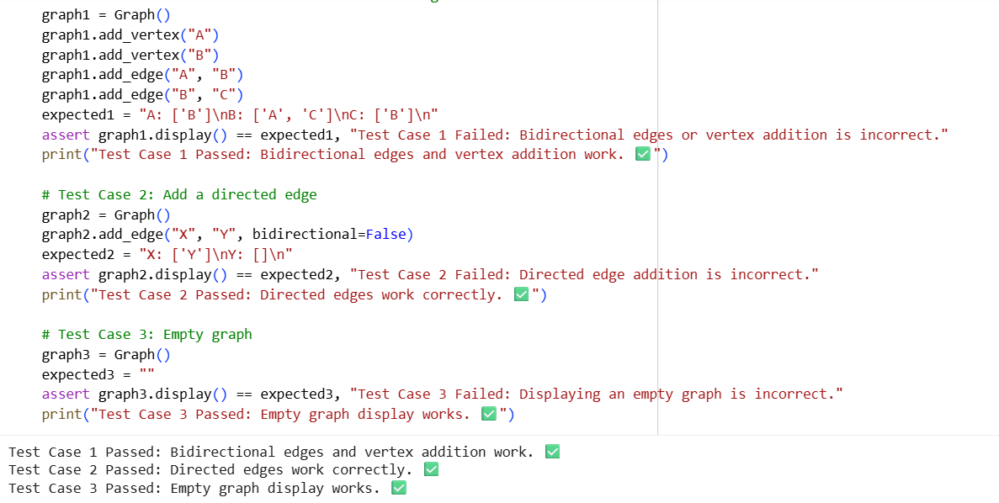 graph1 = Graph()
graph1.add_vertex("A")
graph1.add_vertex("B")
graph1.add_edge("A", "B")
graph1.add_edge("B", "C")
expected1 = "A: ['B']\nB: ['A', 'C']\nC: ['B']\n"
assert graph1.display() == expected1, "Test Case 1 Failed: Bidirectional edges or vertex addition is incorrect."
print("Test Case 1 Passed: Bidirectional edges and vertex addition work. ✅")
# Test Case 2: Add a directed edge
graph2 = Graph()
graph2.add_edge("X", "Y", bidirectional=False)
expected2 = "X: ['Y']\nY: []\n"
assert graph2.display() == expected2, "Test Case 2 Failed: Directed edge addition is incorrect."
print("Test Case 2 Passed: Directed edges work correctly. ✅")
# Test Case 3: Empty graph
graph3 = Graph()
expected3 = ""
assert graph3.display() == expected3, "Test Case 3 Failed: Displaying an empty graph is incorrect."
print("Test Case 3 Passed: Empty graph display works. ✅")
Test Case 1 Passed: Bidirectional edges and vertex addition work. ✅
Test Case 2 Passed: Directed edges work correctly. ✅
Test Case 3 Passed: Empty graph display works. ✅